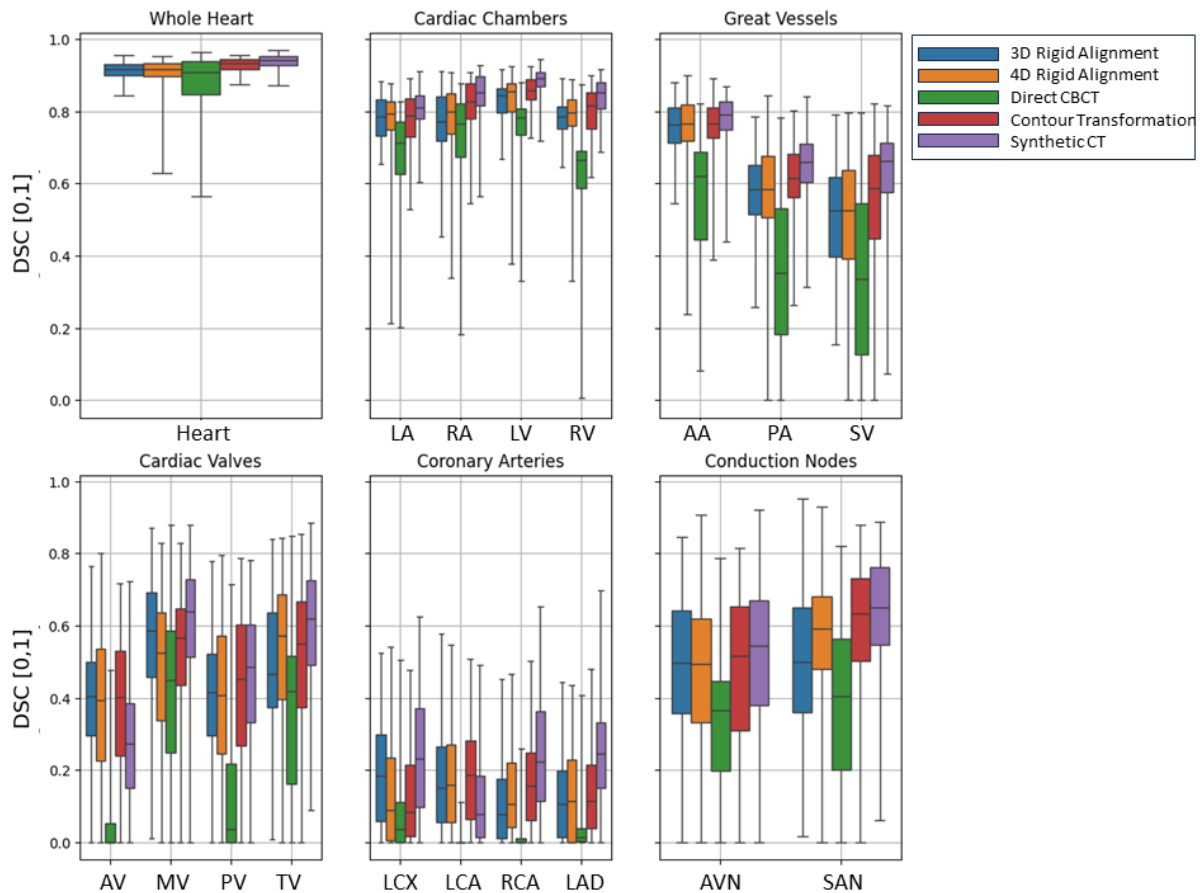 Whole Heart
Cardiac Chambers
Great Vessels
1.0
0.8
0.6
0.4
0.2
0.0
DSC [0,1]
3D Rigid Alignment
4D Rigid Alignment
Direct CBCT
Contour Transformation
Synthetic CT
Heart
LA RA LV RV
AA PA SV
Cardiac Valves
Coronary Arteries
Conduction Nodes
1.0
0.8
0.6
0.4
0.2
0.0
DSC [0,1]
AV MV PV TV
LCX LCA RCA LAD
AVN SAN